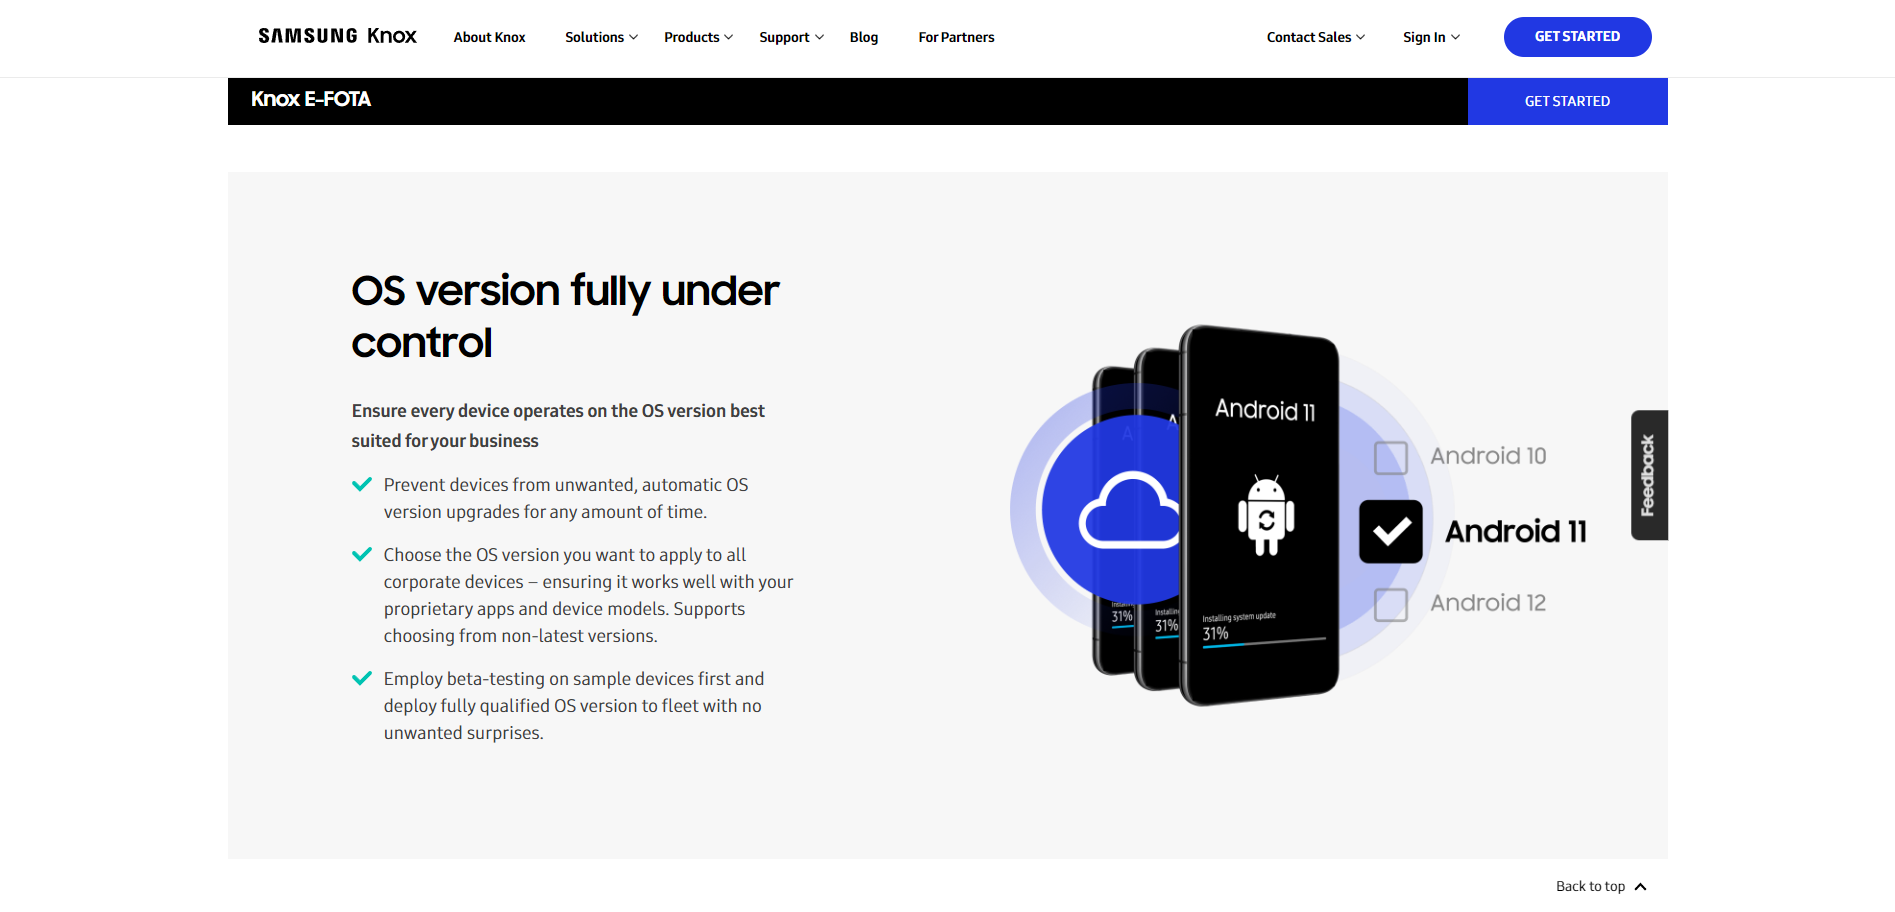 SAMSUNG Knox
About Knox
Solutions
Products
Support
Blog
For Partners
Contact Sales
Sign In
GET STARTED
Knox E-FOTA
GET STARTED
OS version fully under
control
Ensure every device operates on the OS version best
suited for your business
Prevent devices from unwanted, automatic OS
version upgrades for any amount of time.
Choose the OS version you want to apply to all
corporate devices – ensuring it works well with your
proprietary apps and device models. Supports
choosing from non-latest versions.
Employ beta-testing on sample devices first and
deploy fully qualified OS version to fleet with no
unwanted surprises.
A
A
Android 11
31%
31%
Installing system update
31%
Android 10
Android 11
Android 12
Feedback
Back to top